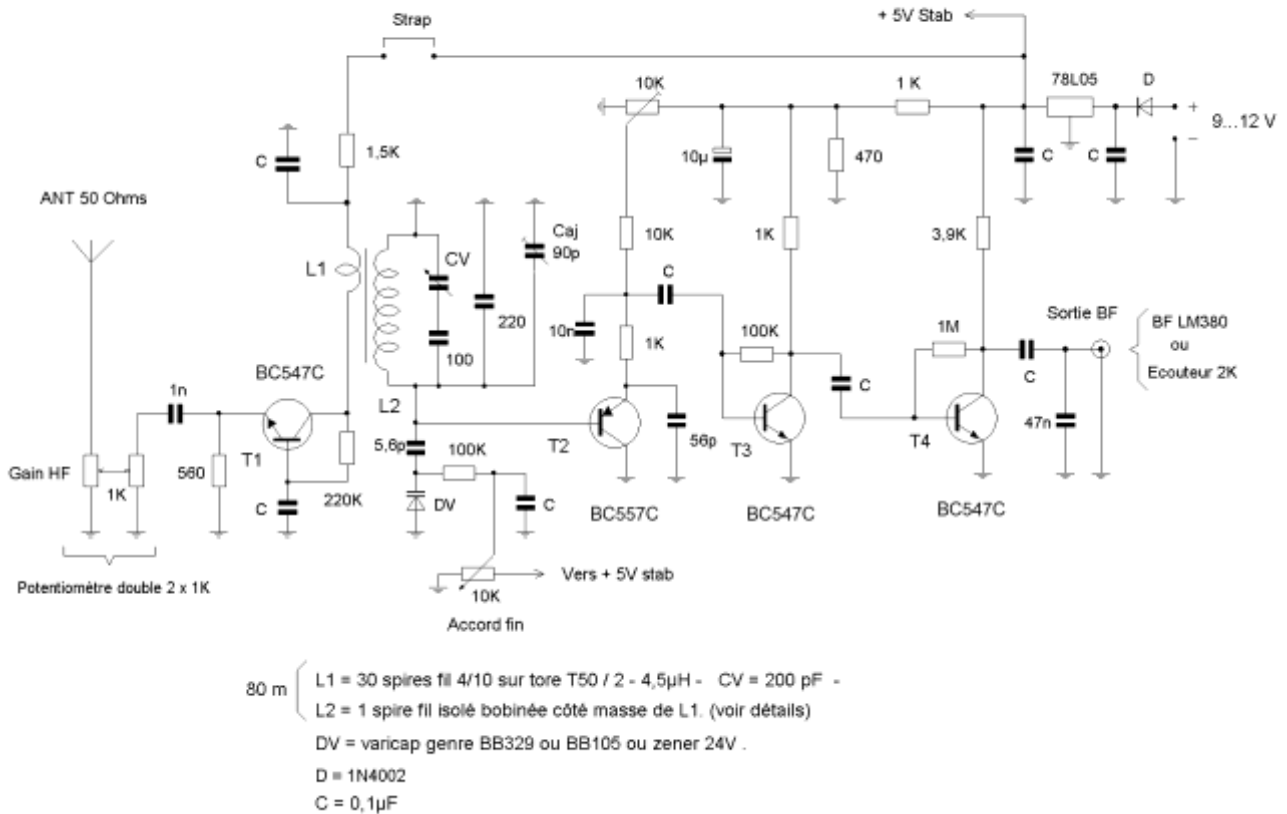 + 5V Stab
Strap
10K
1 K
78L05
D
+
9...12 V
–
C
1,5K
10µ
470
C
C
ANT 50 Ohms
L1
CV
Caj
90p
10K
1K
3,9K
220
100
10n
C
1K
100K
C
1M
Sortie BF
C
BF LM380
ou
Ecouteur 2K
1n
BC547C
L2
T1
5,6p
100K
T2
56p
T3
T4
47n
Gain HF
1K
560
C
220K
DV
C
BC557C
BC547C
BC547C
Potentiomètre double 2 x 1K
10K
Vers + 5V stab
Accord fin
80 m
L1 = 30 spires fil 4/10 sur tore T50 / 2 - 4,5µH - CV = 200 pF -
L2 = 1 spire fil isolé bobinée côté masse de L1. (voir détails)
DV = varicap genre BB329 ou BB105 ou zener 24V .
D = 1N4002
C = 0,1µF